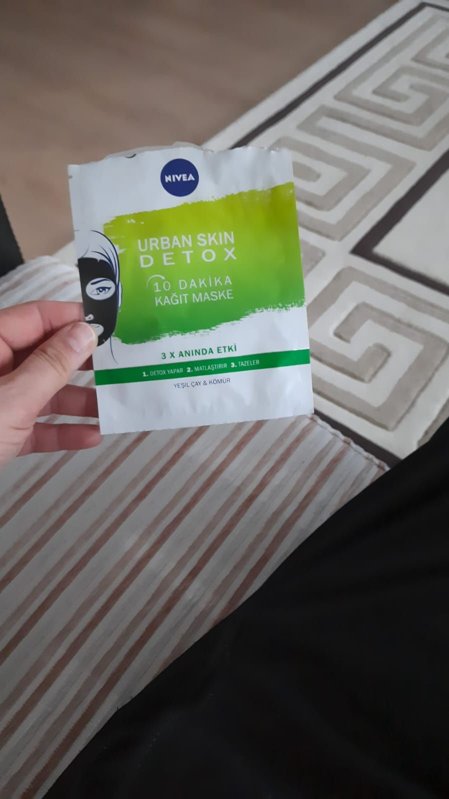 NIVEA
URBAN SKIN
DETOX
10 DAKİKA
KAĞIT MASKE
3 X ANINDA ETKİ
1. DETOX YAPAR 2. MATLAŞTIRIR 3. TAZELER
YEŞİL ÇAY & KÖMÜR